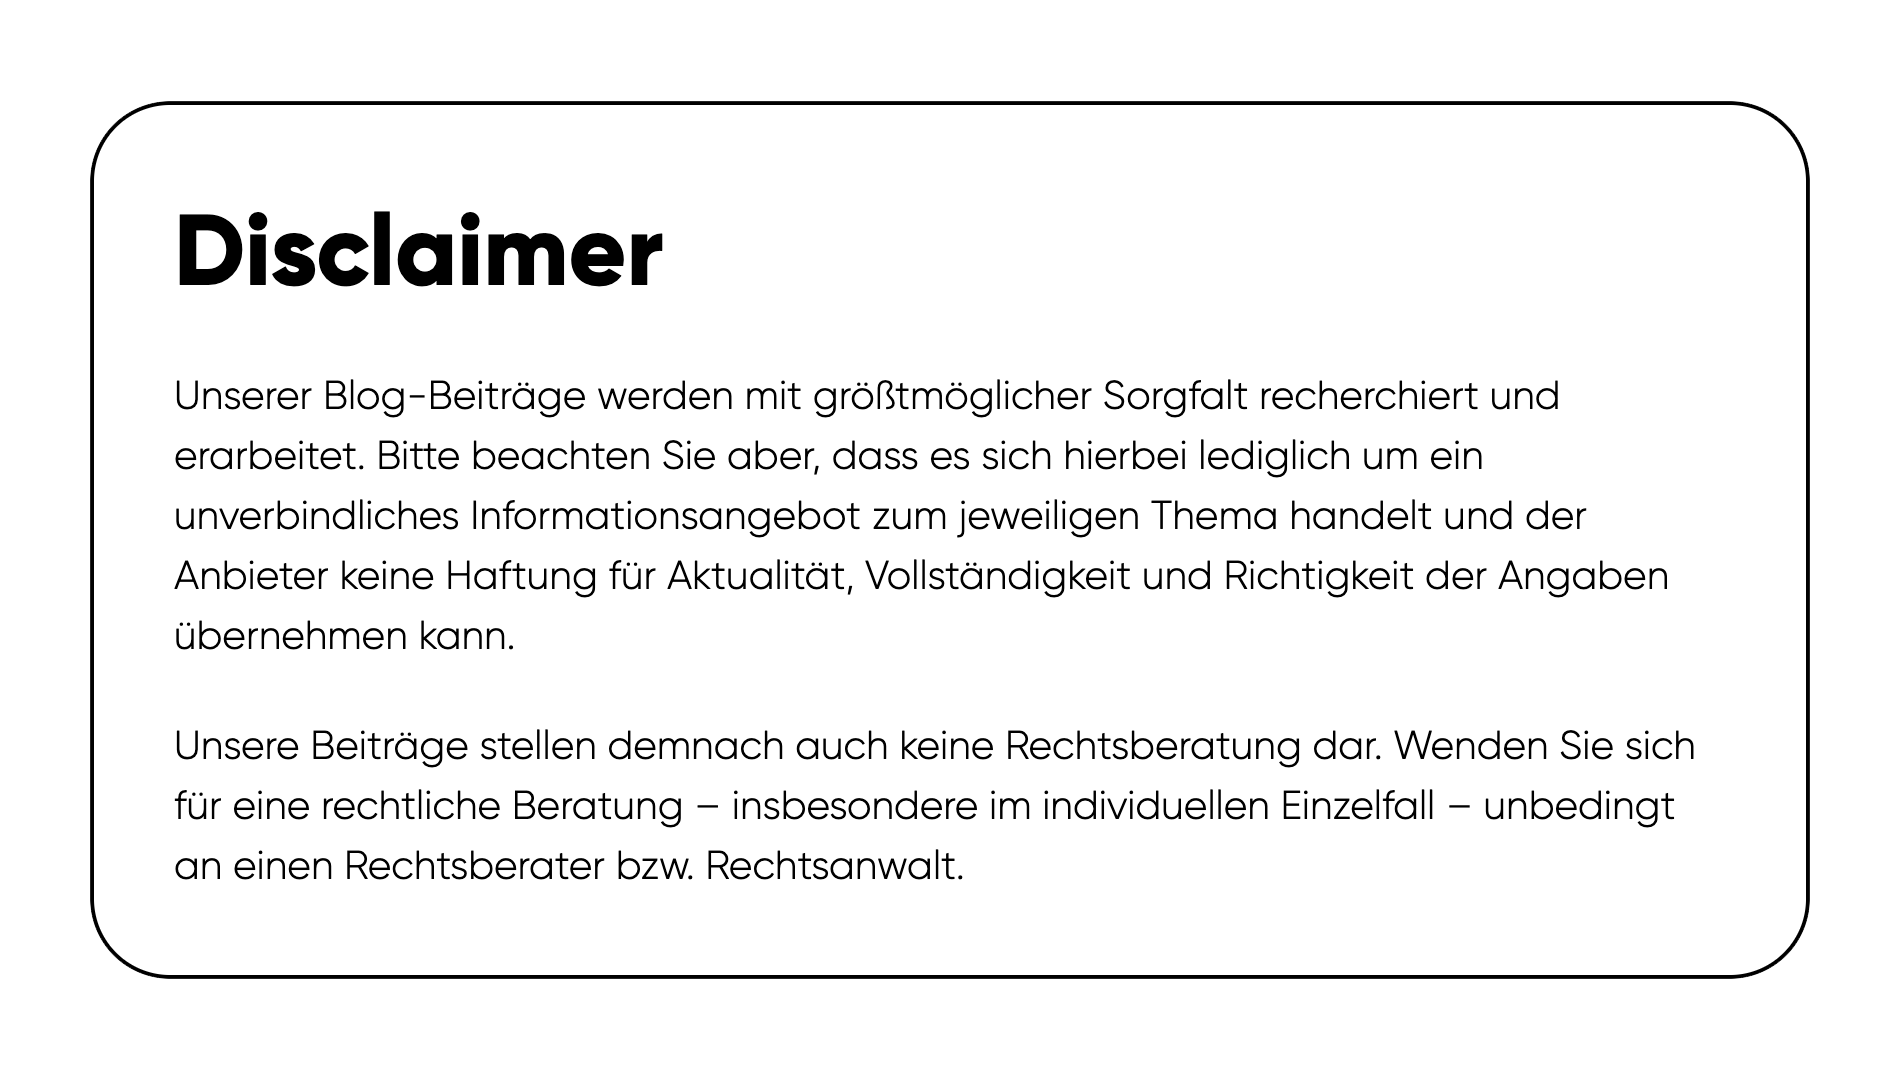 Disclaimer
Unserer Blog-Beiträge werden mit größtmöglicher Sorgfalt recherchiert und
erarbeitet. Bitte beachten Sie aber, dass es sich hierbei lediglich um ein
unverbindliches Informationsangebot zum jeweiligen Thema handelt und der
Anbieter keine Haftung für Aktualität, Vollständigkeit und Richtigkeit der Angaben
übernehmen kann.
Unsere Beiträge stellen demnach auch keine Rechtsberatung dar. Wenden Sie sich
für eine rechtliche Beratung – insbesondere im individuellen Einzelfall – unbedingt
an einen Rechtsberater bzw. Rechtsanwalt.